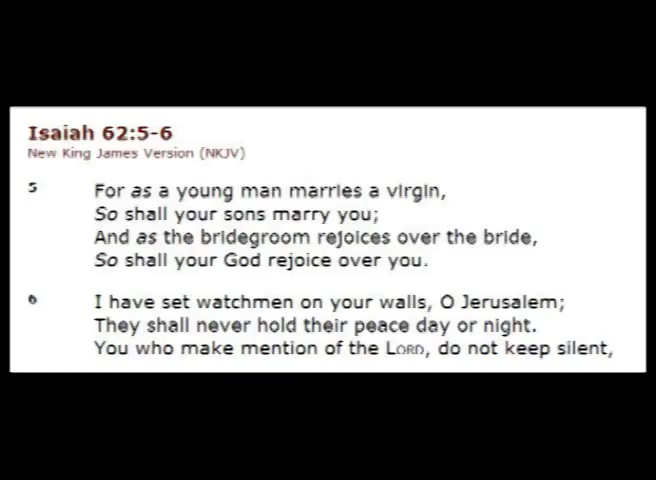 Isaiah 62:5-6
New King James Version (NKJV)
5 For as a young man marries a virgin,
So shall your sons marry you;
And as the bridegroom rejoices over the bride,
So shall your God rejoice over you.
6 I have set watchmen on your walls, O Jerusalem;
They shall never hold their peace day or night.
You who make mention of the LORD, do not keep silent,